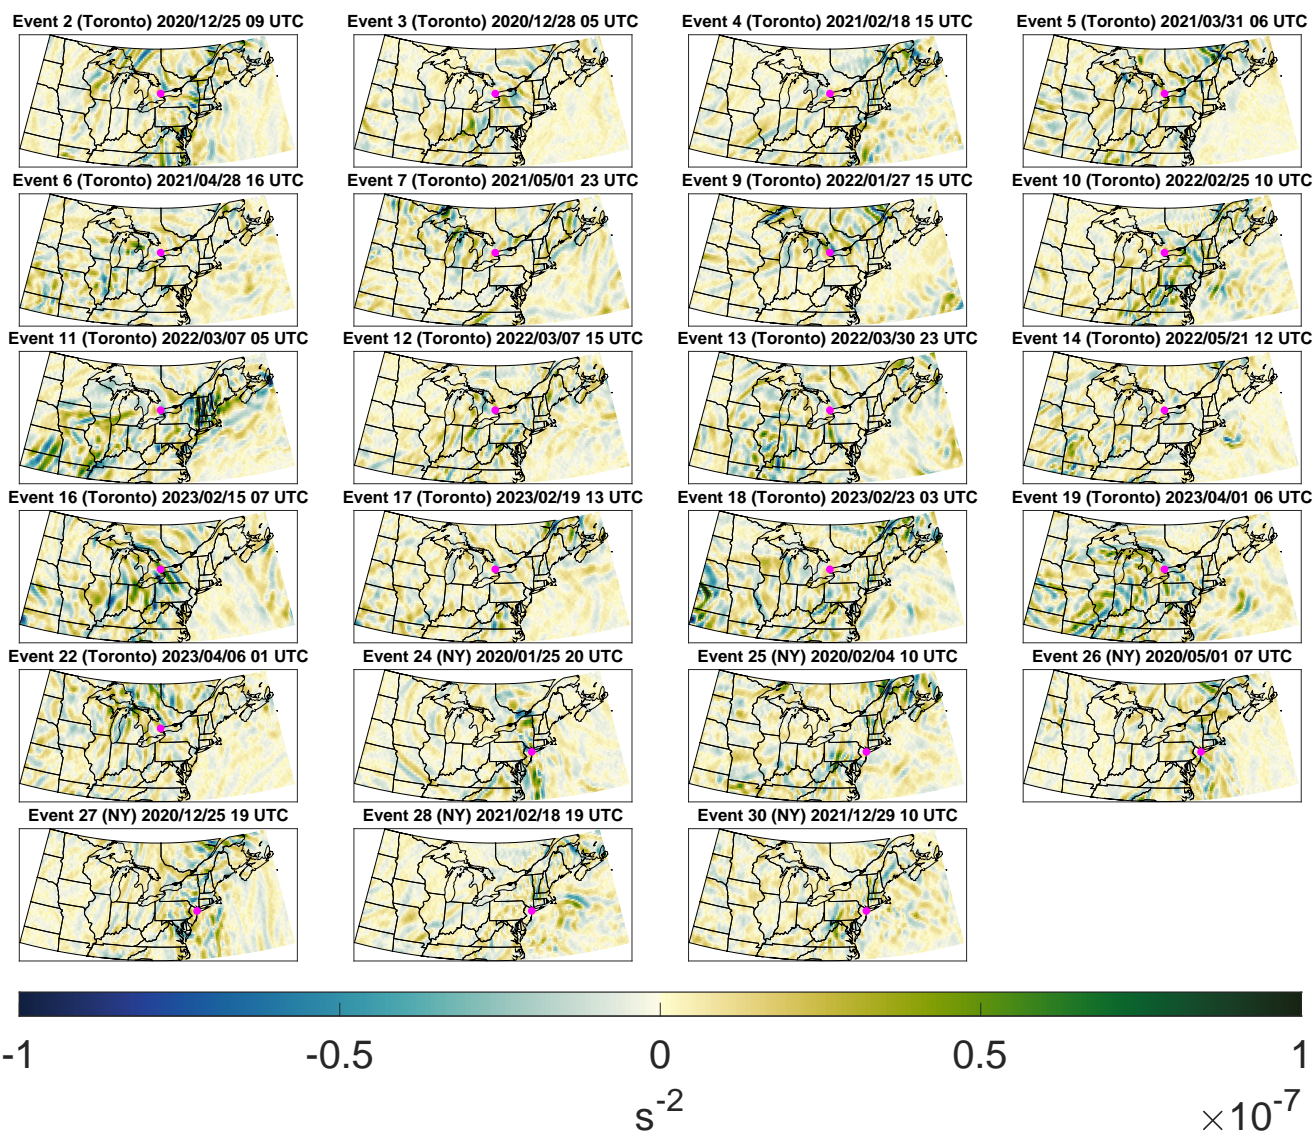 Event 2 (Toronto) 2020/12/25 09 UTC
Event 3 (Toronto) 2020/12/28 05 UTC
Event 4 (Toronto) 2021/02/18 15 UTC
Event 5 (Toronto) 2021/03/31 06 UTC
Event 6 (Toronto) 2021/04/28 16 UTC
Event 7 (Toronto) 2021/05/01 23 UTC
Event 9 (Toronto) 2022/01/27 15 UTC
Event 10 (Toronto) 2022/02/25 10 UTC
Event 11 (Toronto) 2022/03/07 05 UTC
Event 12 (Toronto) 2022/03/07 15 UTC
Event 13 (Toronto) 2022/03/30 23 UTC
Event 14 (Toronto) 2022/05/21 12 UTC
Event 16 (Toronto) 2023/02/15 07 UTC
Event 17 (Toronto) 2023/02/19 13 UTC
Event 18 (Toronto) 2023/02/23 03 UTC
Event 19 (Toronto) 2023/04/01 06 UTC
Event 22 (Toronto) 2023/04/06 01 UTC
Event 24 (NY) 2020/01/25 20 UTC
Event 25 (NY) 2020/02/04 10 UTC
Event 26 (NY) 2020/05/01 07 UTC
Event 27 (NY) 2020/12/25 19 UTC
Event 28 (NY) 2021/02/18 19 UTC
Event 30 (NY) 2021/12/29 10 UTC
-1 -0.5 0 0.5 1
s⁻² ×10⁻⁷